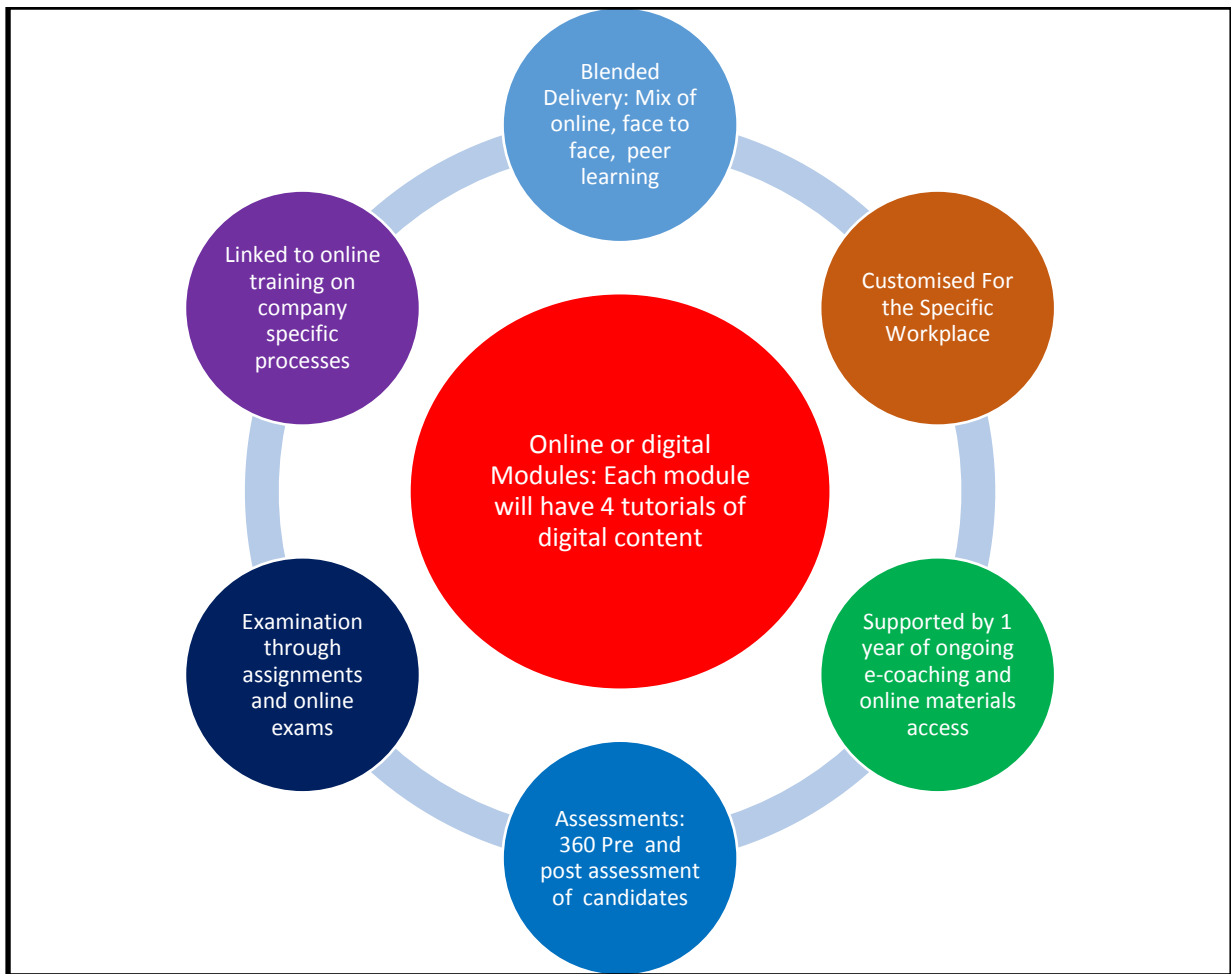 Blended
Delivery: Mix of
online, face to
face, peer
learning
Customised For
the Specific
Workplace
Supported by 1
year of ongoing
e-coaching and
online materials
access
Assessments:
360 Pre and
post assessment
of candidates
Examination
through
assignments
and online
exams
Linked to online
training on
company
specific
processes
Online or digital
Modules: Each module
will have 4 tutorials of
digital content